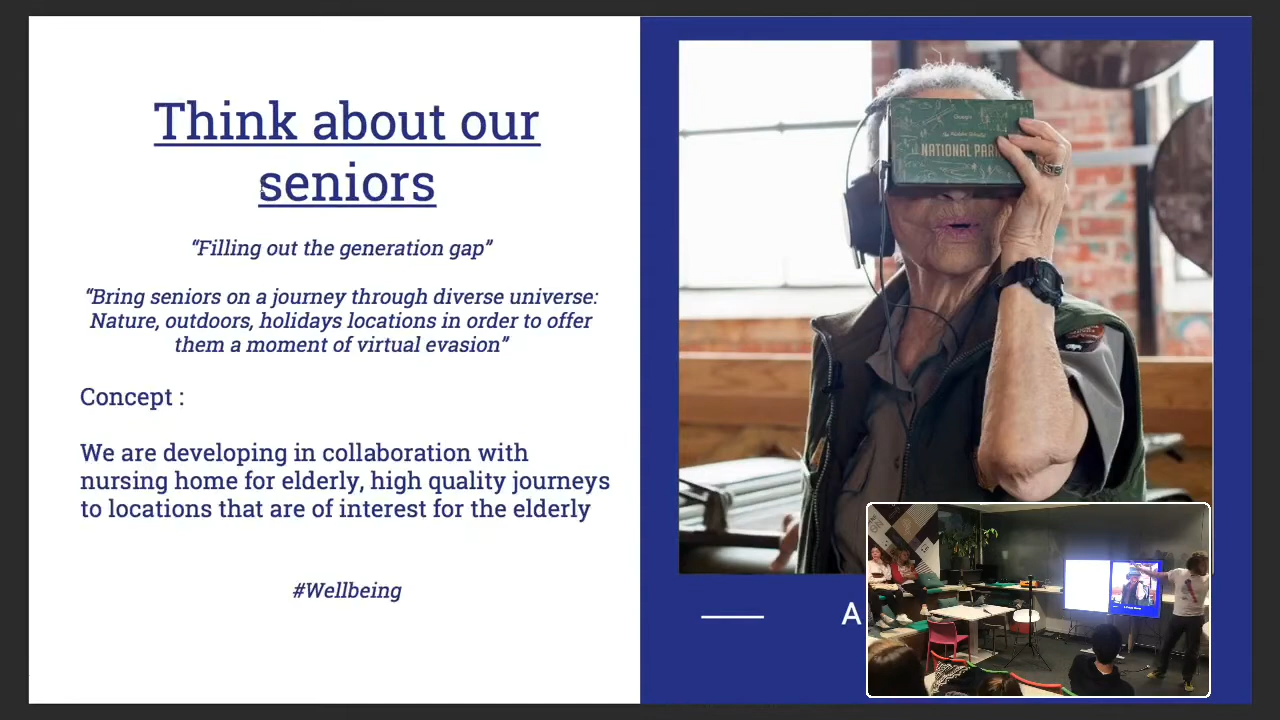 Think about our
seniors
“Filling out the generation gap”
“Bring seniors on a journey through diverse universe:
Nature, outdoors, holidays locations in order to offer
them a moment of virtual evasion”
Concept :
We are developing in collaboration with
nursing home for elderly, high quality journeys
to locations that are of interest for the elderly
#Wellbeing
Google
NATIONAL PAR
A